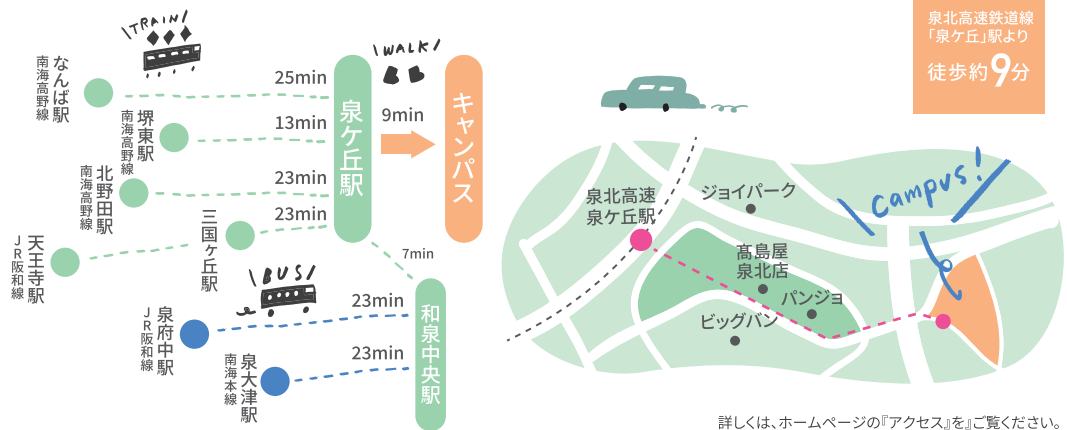 TRAIN
なんば駅
南海高野線
25min
堺東駅
南海高野線
13min
北野田駅
南海高野線
23min
三国ヶ丘駅
23min
天王寺駅
JR阪和線
泉ケ丘駅
WALK
9min
キャンパス
7min
BUS
泉府中駅
JR阪和線
23min
泉大津駅
南海本線
23min
和泉中央駅
泉北高速鉄道線
「泉ケ丘」駅より
徒歩約9分
Campus!
泉北高速
泉ケ丘駅
ジョイパーク
髙島屋
泉北店
パンジョ
ビッグバン
詳しくは、ホームページの『アクセス』を』ご覧ください。